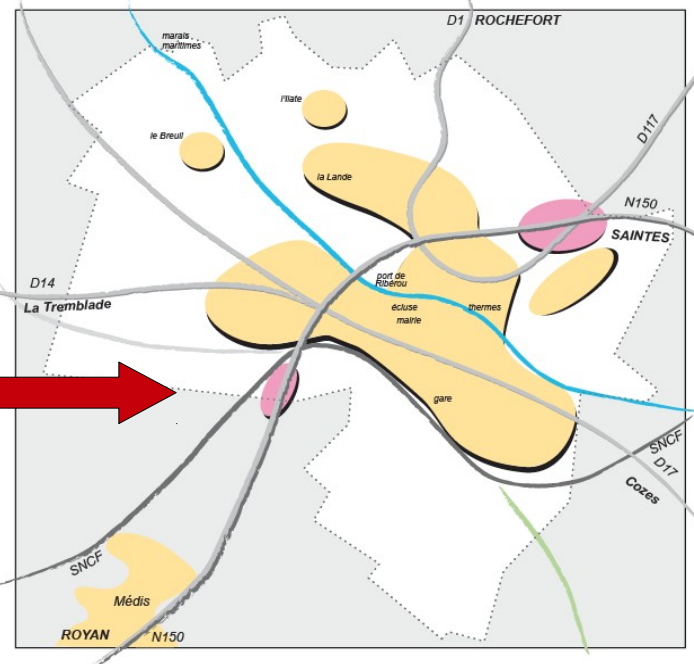 D1 ROCHEFORT
marais
maritimes
l'Ilate
le Breuil
D117
la Lande
N150
SAINTES
port de
Ribérou
D14
La Tremblade
écluse
thermes
mairie
gare
SNCF
D17
Cozes
SNCF
Médis
ROYAN
N150